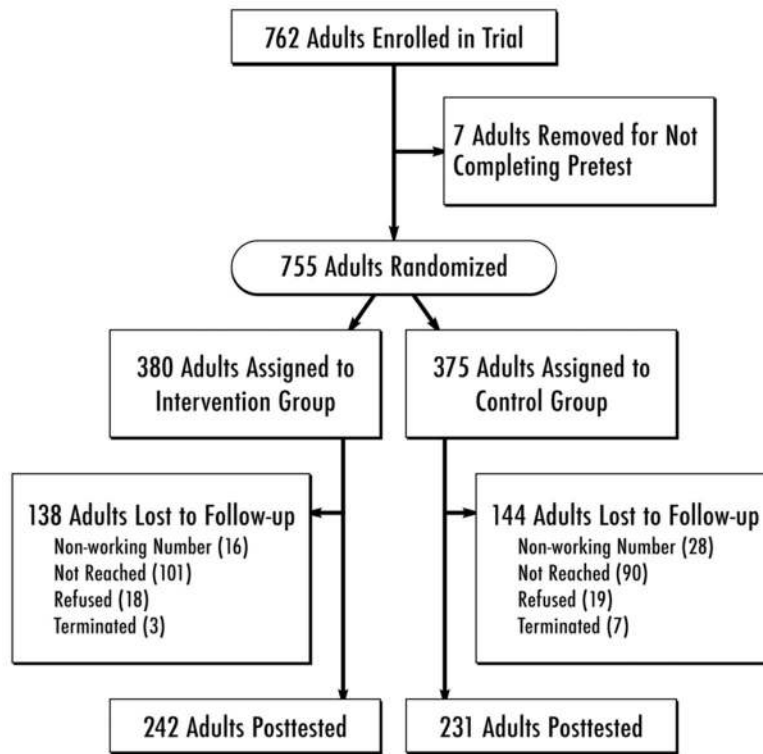 762 Adults Enrolled in Trial
7 Adults Removed for Not
Completing Pretest
755 Adults Randomized
380 Adults Assigned to
Intervention Group
375 Adults Assigned to
Control Group
138 Adults Lost to Follow-up
Non-working Number (16)
Not Reached (101)
Refused (18)
Terminated (3)
144 Adults Lost to Follow-up
Non-working Number (28)
Not Reached (90)
Refused (19)
Terminated (7)
242 Adults Posttested
231 Adults Posttested